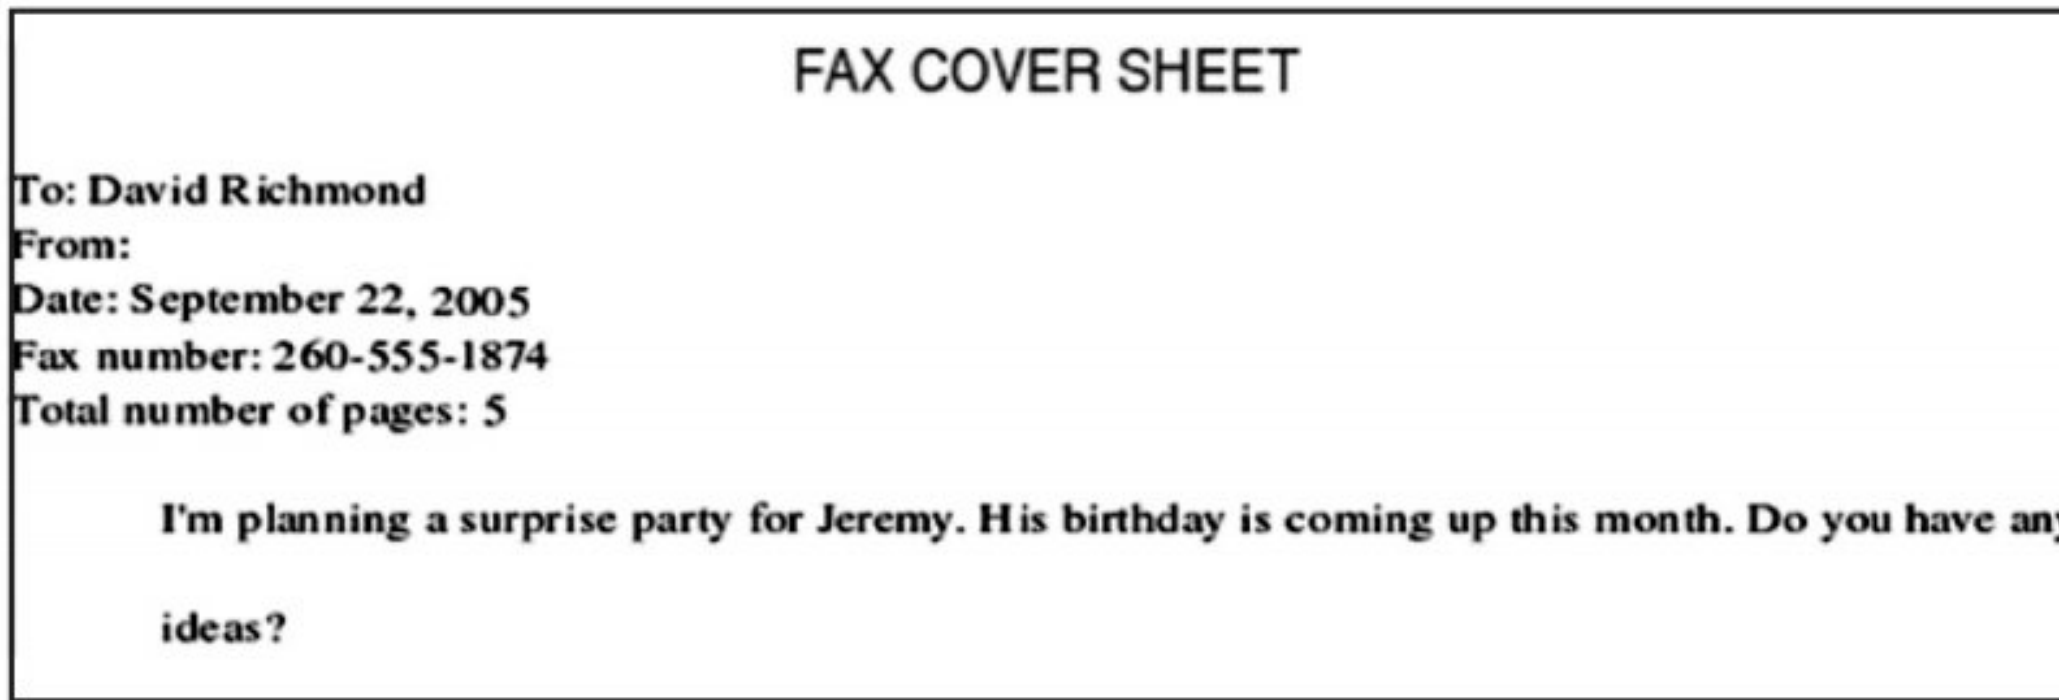 FAX COVER SHEET
To: David Richmond
From:
Date: September 22, 2005
Fax number: 260-555-1874
Total number of pages: 5
I'm planning a surprise party for Jeremy. His birthday is coming up this month. Do you have any
ideas?